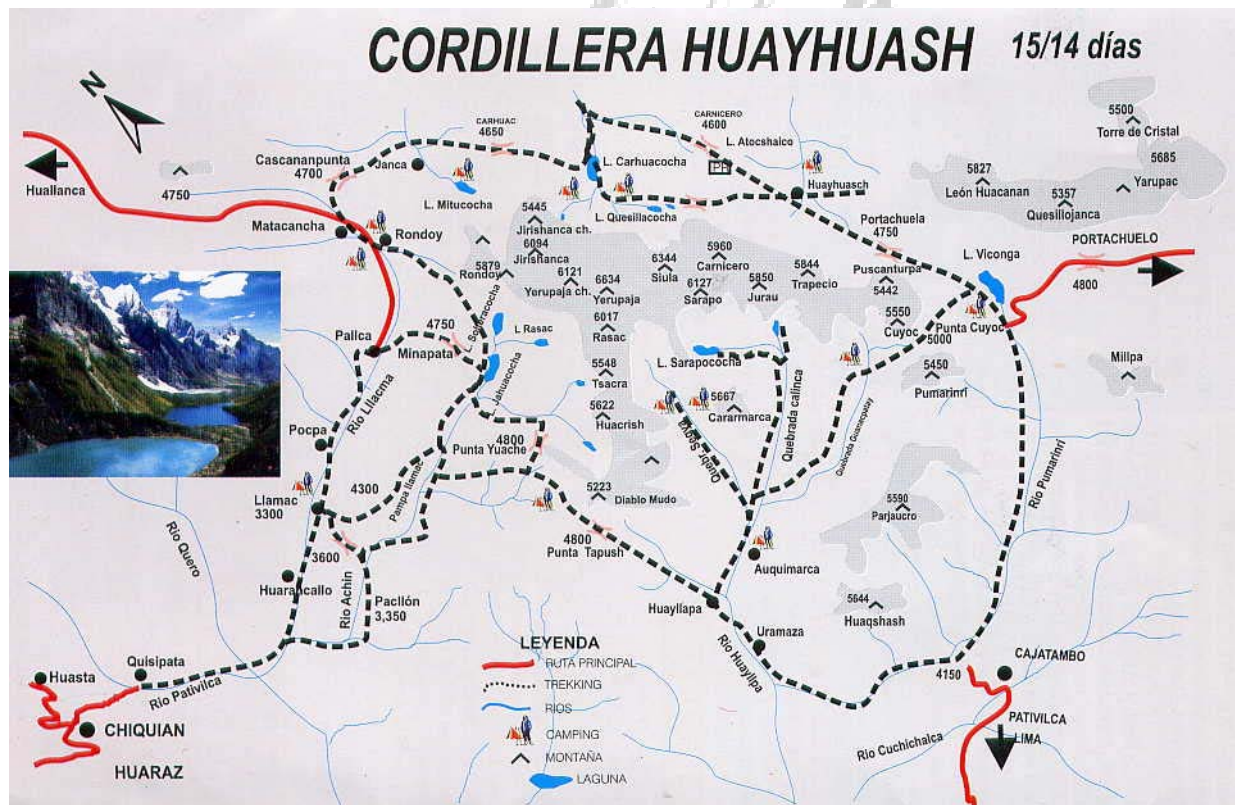 CORDILLERA HUAYHUASH
15/14 días
N
Huallanca
4750
Cascananpunta
4700
Janca
CARHUAC
4650
CARNICERO
4600
L. Atocshaico
L. Carhuacocha
L. Mitucocha
L. Quesillacocha
Huayhuasch
5500
Torre de Cristal
5685
Yarupac
5827
León Huacanan
5357
Quesillojanca
Portachuela
4750
L. Viconga
PORTACHUELO
4800
Matacancha
Rondoy
5445
Jirishanca ch.
6094
Jirishanca
5879
Rondoy
6121
Yerupaja ch.
6634
Yerupaja
6344
Siula
5960
Carnicero
6127
Sarapo
5850
Jurau
5844
Trapecio
Puscanturpa
5442
5550
Cuyoc
Punta Cuyoc
5000
6017
Rasac
L Rasac
L. Solteracocha
L. Jahuacocha
Pallca
4750
Minapata
Rio Lllacma
5548
Tsacra
5622
Huacrish
L. Sarapococha
5667
Cararmarca
5450
Pumarinri
Millpa
Quebrada calinca
Quebrada Guanacpatay
Pocpa
4800
Punta Yuache
5223
Diablo Mudo
Llamac
3300
4300
Pampa llamac
5590
Parjaucro
Rio Pumarinri
Rio Quero
3600
4800
Punta Tapush
Auquimarca
Huarancallo
Rio Achin
Pacllón
3,350
Huayllapa
5644
Huaqshash
Uramaza
Rio Huayllpa
4150
CAJATAMBO
Huasta
Quisipata
Rio Pativilca
CHIQUIAN
HUARAZ
PATIVILCA
LIMA
Rio Cuchichalca
LEYENDA
RUTA PRINCIPAL
TREKKING
RIOS
CAMPING
MONTAÑA
LAGUNA